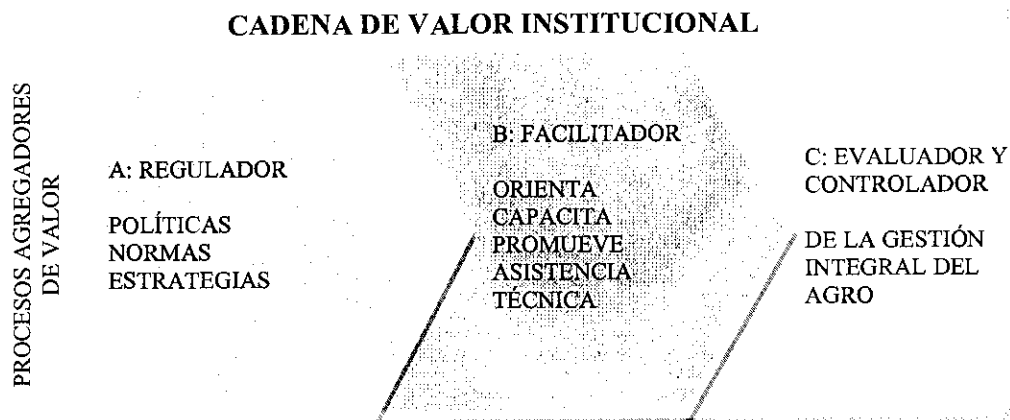 CADENA DE VALOR INSTITUCIONAL
PROCESOS AGREGADORES
DE VALOR
A: REGULADOR
POLÍTICAS
NORMAS
ESTRATEGIAS
B: FACILITADOR
ORIENTA
CAPACITA
PROMUEVE
ASISTENCIA
TÉCNICA
C: EVALUADOR Y
CONTROLADOR
DE LA GESTIÓN
INTEGRAL DEL
AGRO